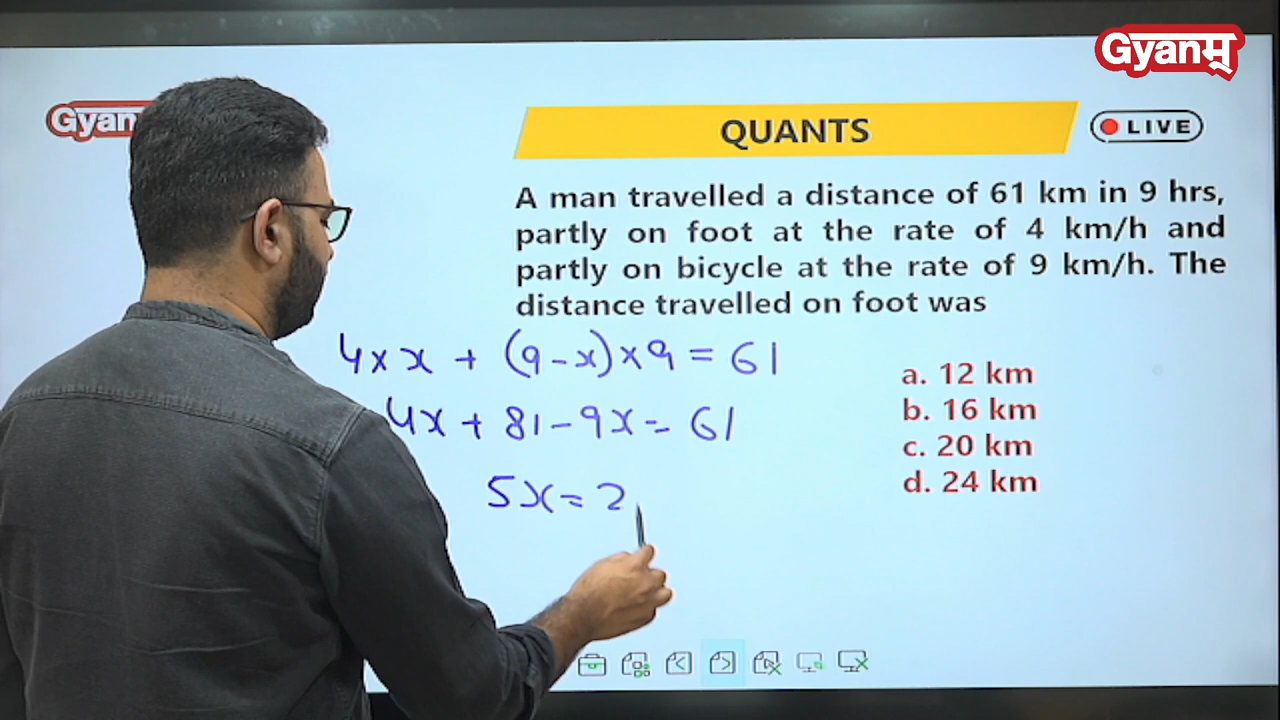 Gyanम्
Gyan
QUANTS
LIVE
A man travelled a distance of 61 km in 9 hrs,
partly on foot at the rate of 4 km/h and
partly on bicycle at the rate of 9 km/h. The
distance travelled on foot was
4×x + (9-x)×9 = 61
4x + 81-9x = 61
5x = 2
a. 12 km
b. 16 km
c. 20 km
d. 24 km